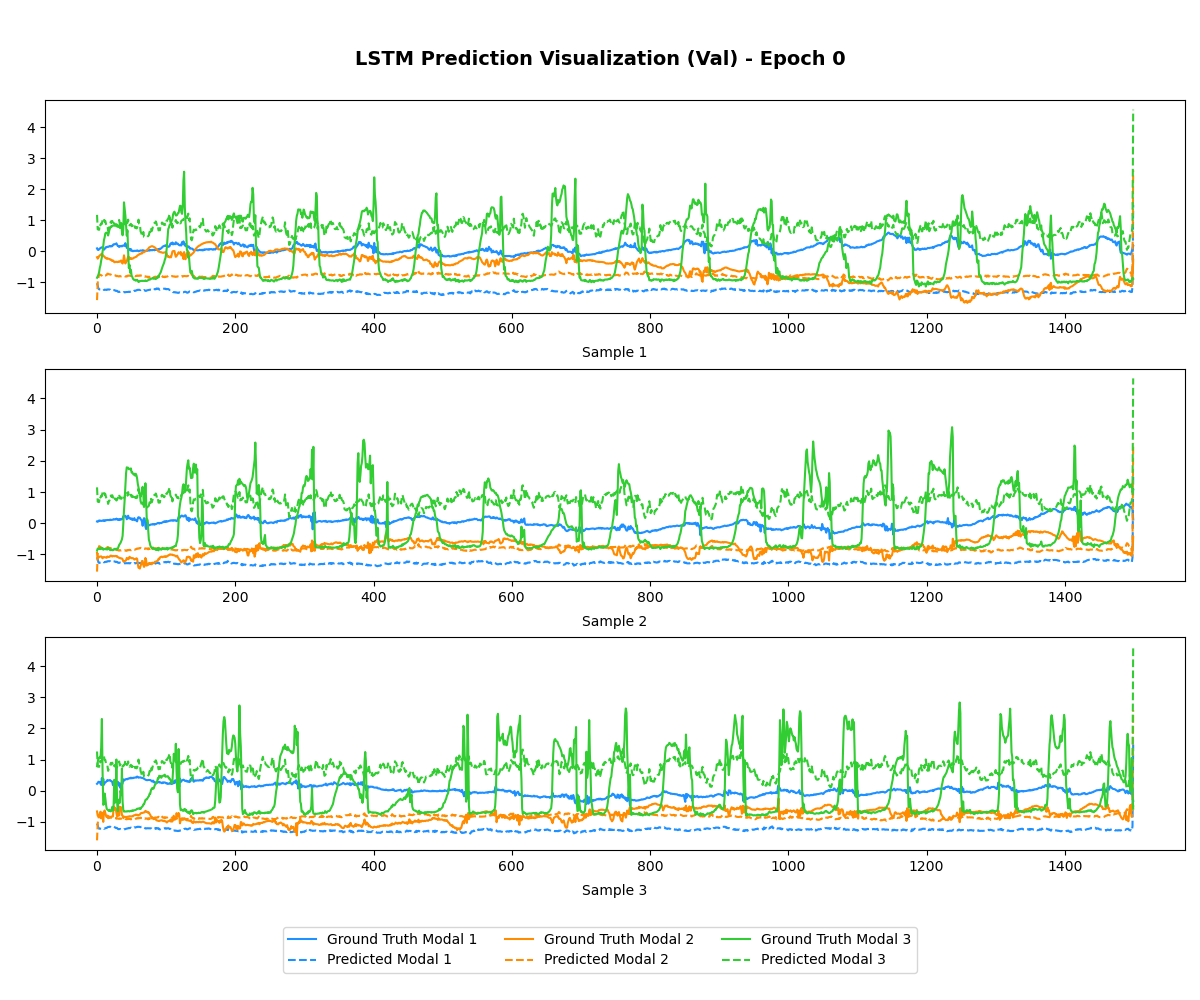 LSTM Prediction Visualization (Val) - Epoch 0
4
3
2
1
0
−1
0 200 400 600 800 1000 1200 1400
Sample 1
4
3
2
1
0
−1
0 200 400 600 800 1000 1200 1400
Sample 2
4
3
2
1
0
−1
0 200 400 600 800 1000 1200 1400
Sample 3
Ground Truth Modal 1 Ground Truth Modal 2 Ground Truth Modal 3
Predicted Modal 1 Predicted Modal 2 Predicted Modal 3